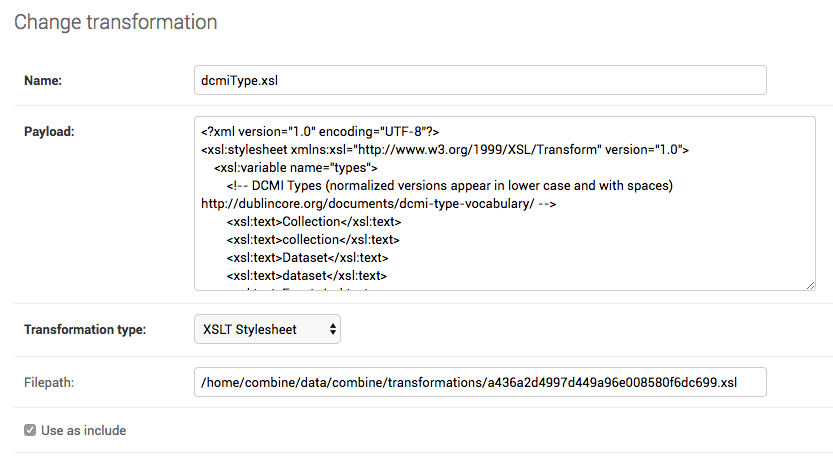 Change transformation
Name:
dcmiType.xsl
Payload:
<?xml version="1.0" encoding="UTF-8"?>
<xsl:stylesheet xmlns:xsl="http://www.w3.org/1999/XSL/Transform" version="1.0">
<xsl:variable name="types">
<!-- DCMI Types (normalized versions appear in lower case and with spaces)
http://dublincore.org/documents/dcmi-type-vocabulary/ -->
<xsl:text>Collection</xsl:text>
<xsl:text>collection</xsl:text>
<xsl:text>Dataset</xsl:text>
<xsl:text>dataset</xsl:text>
Transformation type:
XSLT Stylesheet
Filepath:
/home/combine/data/combine/transformations/a436a2d4997d449a96e008580f6dc699.xsl
Use as include